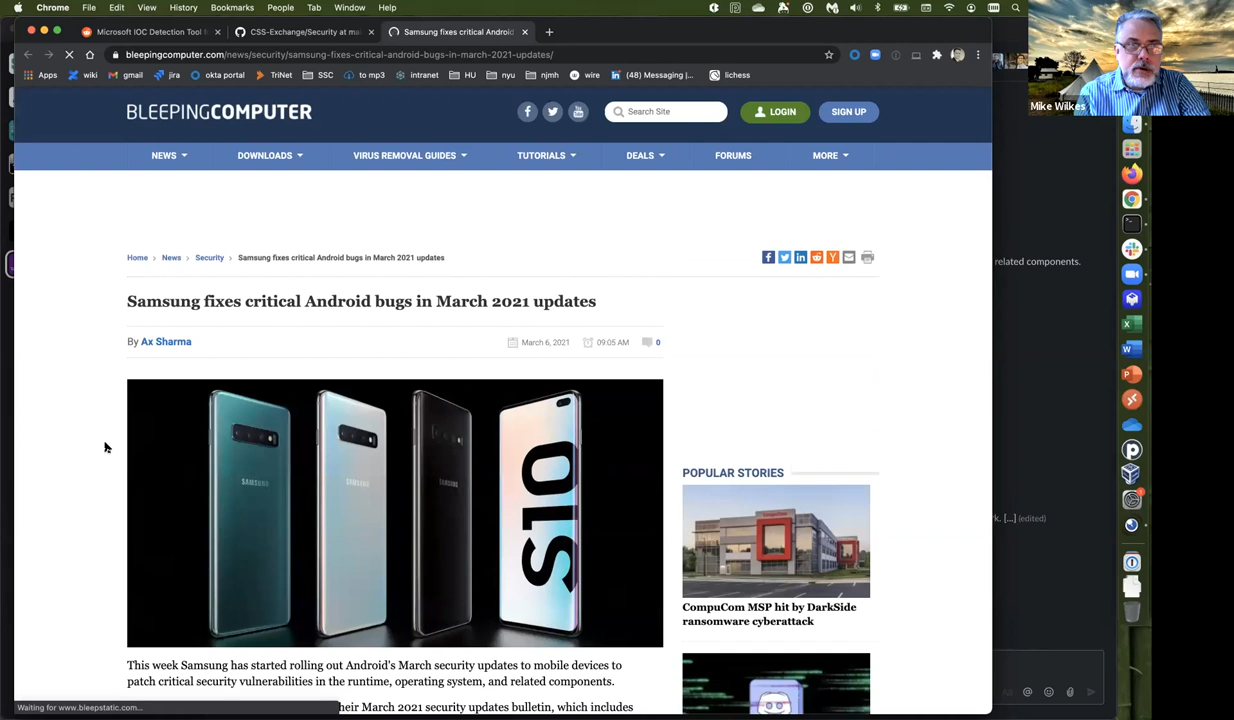 Chrome File Edit View History Bookmarks People Tab Window Help
Microsoft IOC Detection Tool f
CSS-Exchange/Security at ma
Samsung fixes critical Android
bleepingcomputer.com/news/security/samsung-fixes-critical-android-bugs-in-march-2021-updates/
Apps wiki gmail jira okta portal TriNet SSC to mp3 intranet HU nyu njmh wire (48) Messaging |... lichess
Mike Wilkes
BLEEPINGCOMPUTER
Search Site
LOGIN
SIGN UP
NEWS DOWNLOADS VIRUS REMOVAL GUIDES TUTORIALS DEALS FORUMS MORE
Home News Security Samsung fixes critical Android bugs in March 2021 updates
related components.
Samsung fixes critical Android bugs in March 2021 updates
By Ax Sharma
March 6, 2021 09:05 AM 0
SAMSUNG
SAMSUNG
SAMSUNG
S10
POPULAR STORIES
k. [...] (edited)
CompuCom MSP hit by DarkSide
ransomware cyberattack
This week Samsung has started rolling out Android's March security updates to mobile devices to
patch critical security vulnerabilities in the runtime, operating system, and related components.
heir March 2021 security updates bulletin, which includes
Waiting for www.bleepstatic.com...